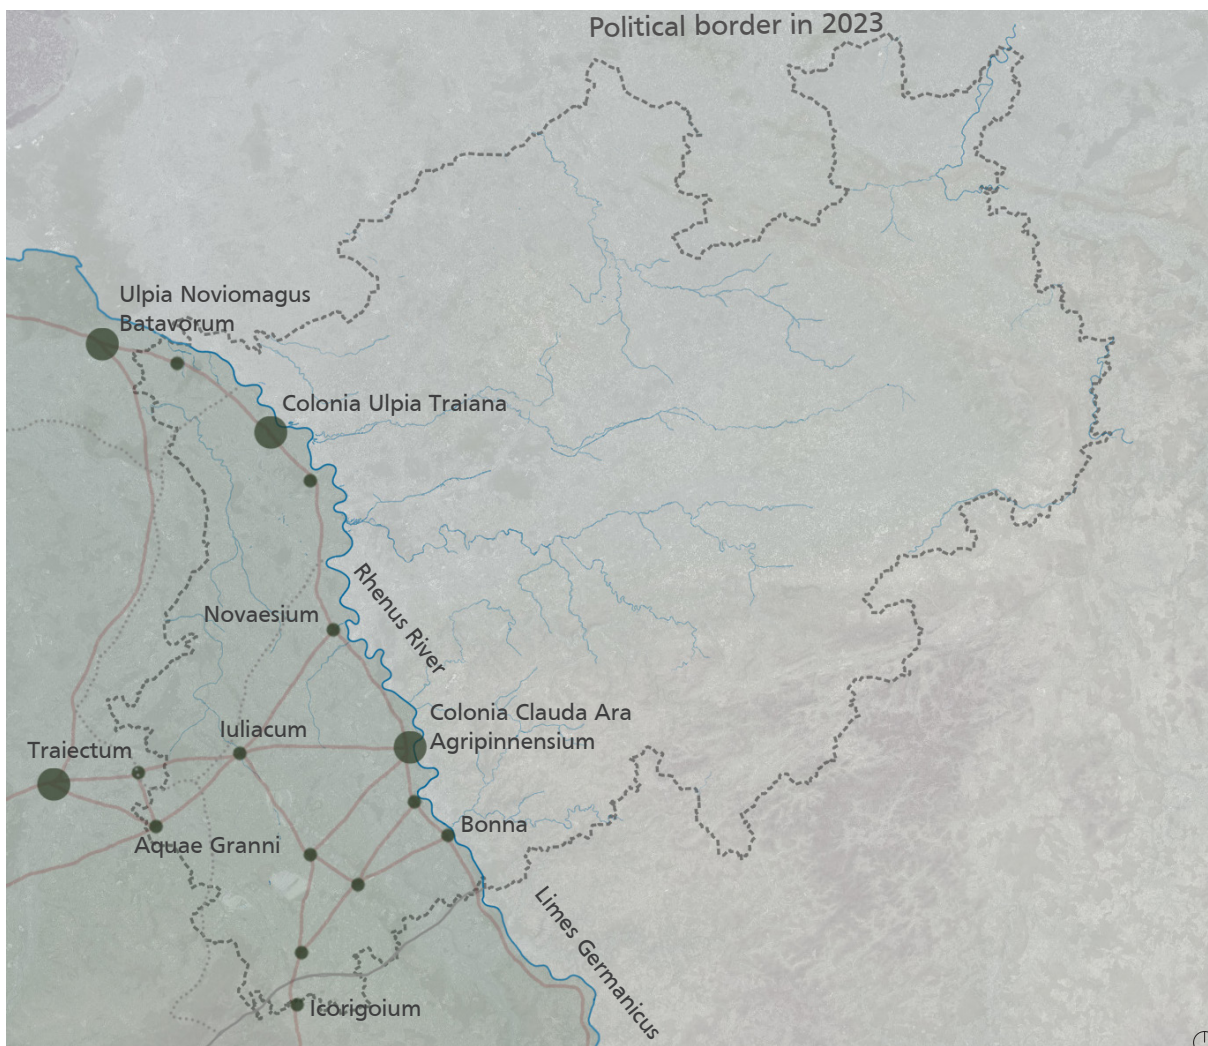 Political border in 2023
Ulpia Noviomagus
Batavorum
Colonia Ulpia Traiana
Rhenus River
Novaesium
Colonia Clauda Ara
Agripinnensium
Iuliacum
Traiectum
Bonna
Aquae Granni
Limes Germanicus
Icorigoium